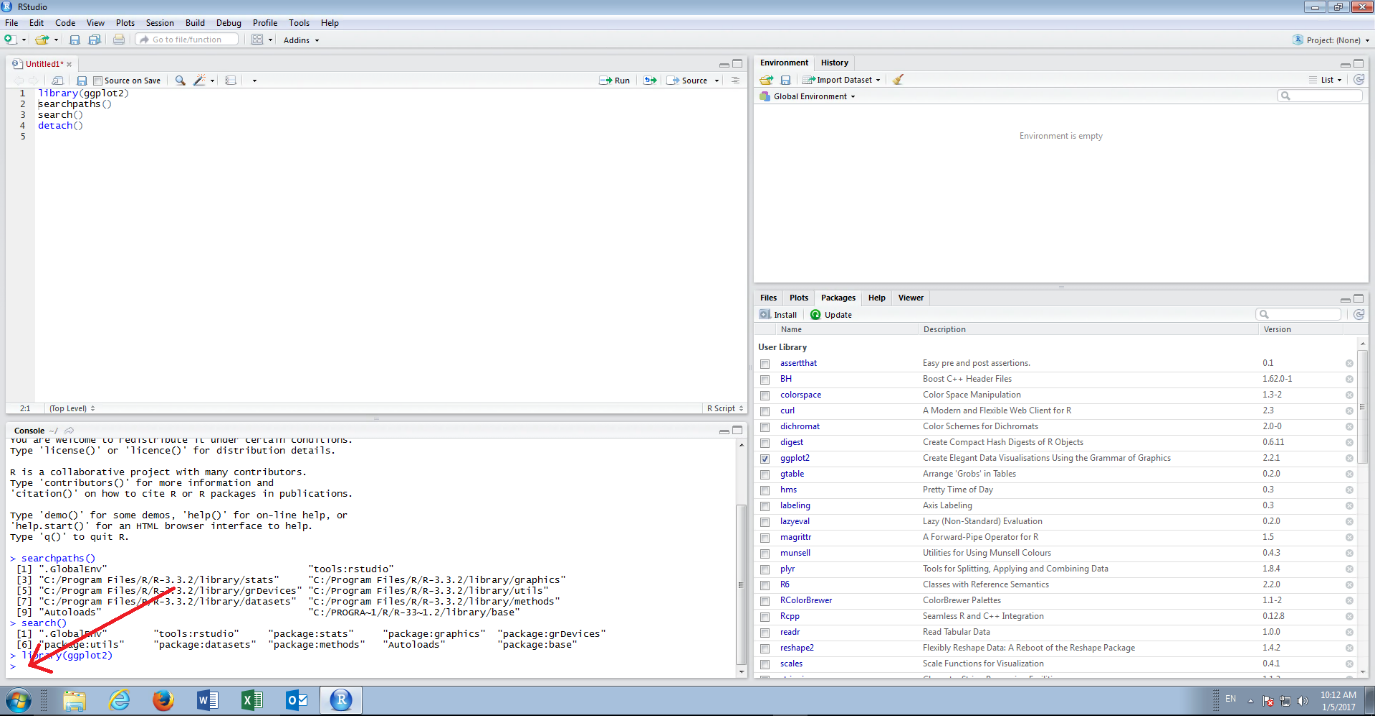 RStudio
File Edit Code View Plots Session Build Debug Profile Tools Help
Go to file/function Addins Project: (None)
Untitled1*
Source on Save Run Source
1 library(ggplot2)
2 searchpaths()
3 search()
4 detach()
5
2:1 (Top Level) R Script
Console ~/
You are welcome to redistribute it under certain conditions.
Type 'license()' or 'licence()' for distribution details.
R is a collaborative project with many contributors.
Type 'contributors()' for more information and
'citation()' on how to cite R or R packages in publications.
Type 'demo()' for some demos, 'help()' for on-line help, or
'help.start()' for an HTML browser interface to help.
Type 'q()' to quit R.
> searchpaths()
[1] ".GlobalEnv" "tools:rstudio"
[3] "C:/Program Files/R/R-3.3.2/library/stats" "C:/Program Files/R/R-3.3.2/library/graphics"
[5] "C:/Program Files/R/R-3.3.2/library/grDevices" "C:/Program Files/R/R-3.3.2/library/utils"
[7] "C:/Program Files/R/R-3.3.2/library/datasets" "C:/Program Files/R/R-3.3.2/library/methods"
[9] "Autoloads" "C:/PROGRA~1/R/R-33~1.2/library/base"
> search()
[1] ".GlobalEnv" "tools:rstudio" "package:stats" "package:graphics" "package:grDevices"
[6] "package:utils" "package:datasets" "package:methods" "Autoloads" "package:base"
> library(ggplot2)
>
Environment History
Import Dataset List
Global Environment
Environment is empty
Files Plots Packages Help Viewer
Install Update
Name Description Version
User Library
assertthat Easy pre and post assertions. 0.1
BH Boost C++ Header Files 1.62.0-1
colorspace Color Space Manipulation 1.3-2
curl A Modern and Flexible Web Client for R 2.3
dichromat Color Schemes for Dichromats 2.0-0
digest Create Compact Hash Digests of R Objects 0.6.11
ggplot2 Create Elegant Data Visualisations Using the Grammar of Graphics 2.2.1
gtable Arrange 'Grobs' in Tables 0.2.0
hms Pretty Time of Day 0.3
labeling Axis Labeling 0.3
lazyeval Lazy (Non-Standard) Evaluation 0.2.0
magrittr A Forward-Pipe Operator for R 1.5
munsell Utilities for Using Munsell Colours 0.4.3
plyr Tools for Splitting, Applying and Combining Data 1.8.4
R6 Classes with Reference Semantics 2.2.0
RColorBrewer ColorBrewer Palettes 1.1-2
Rcpp Seamless R and C++ Integration 0.12.8
readr Read Tabular Data 1.0.0
reshape2 Flexibly Reshape Data: A Reboot of the Reshape Package 1.4.2
scales Scale Functions for Visualization 0.4.1
EN 10:12 AM
1/5/2017